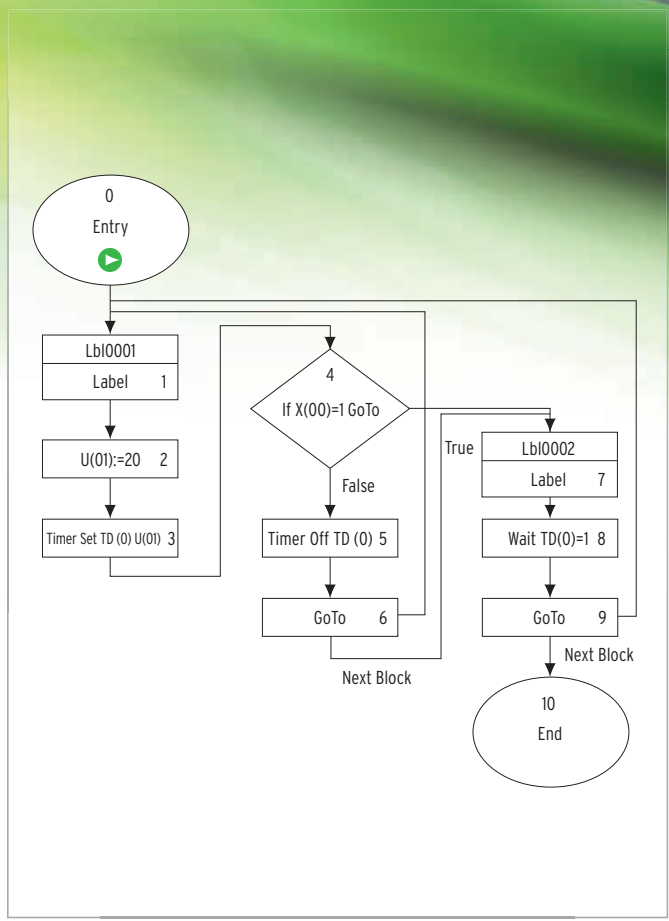 0
Entry
Lbl0001
Label 1
U(01):=20 2
Timer Set TD (0) U(01) 3
4
If X(00)=1 GoTo
False
Timer Off TD (0) 5
GoTo 6
Next Block
True
Lbl0002
Label 7
Wait TD(0)=1 8
GoTo 9
Next Block
10
End